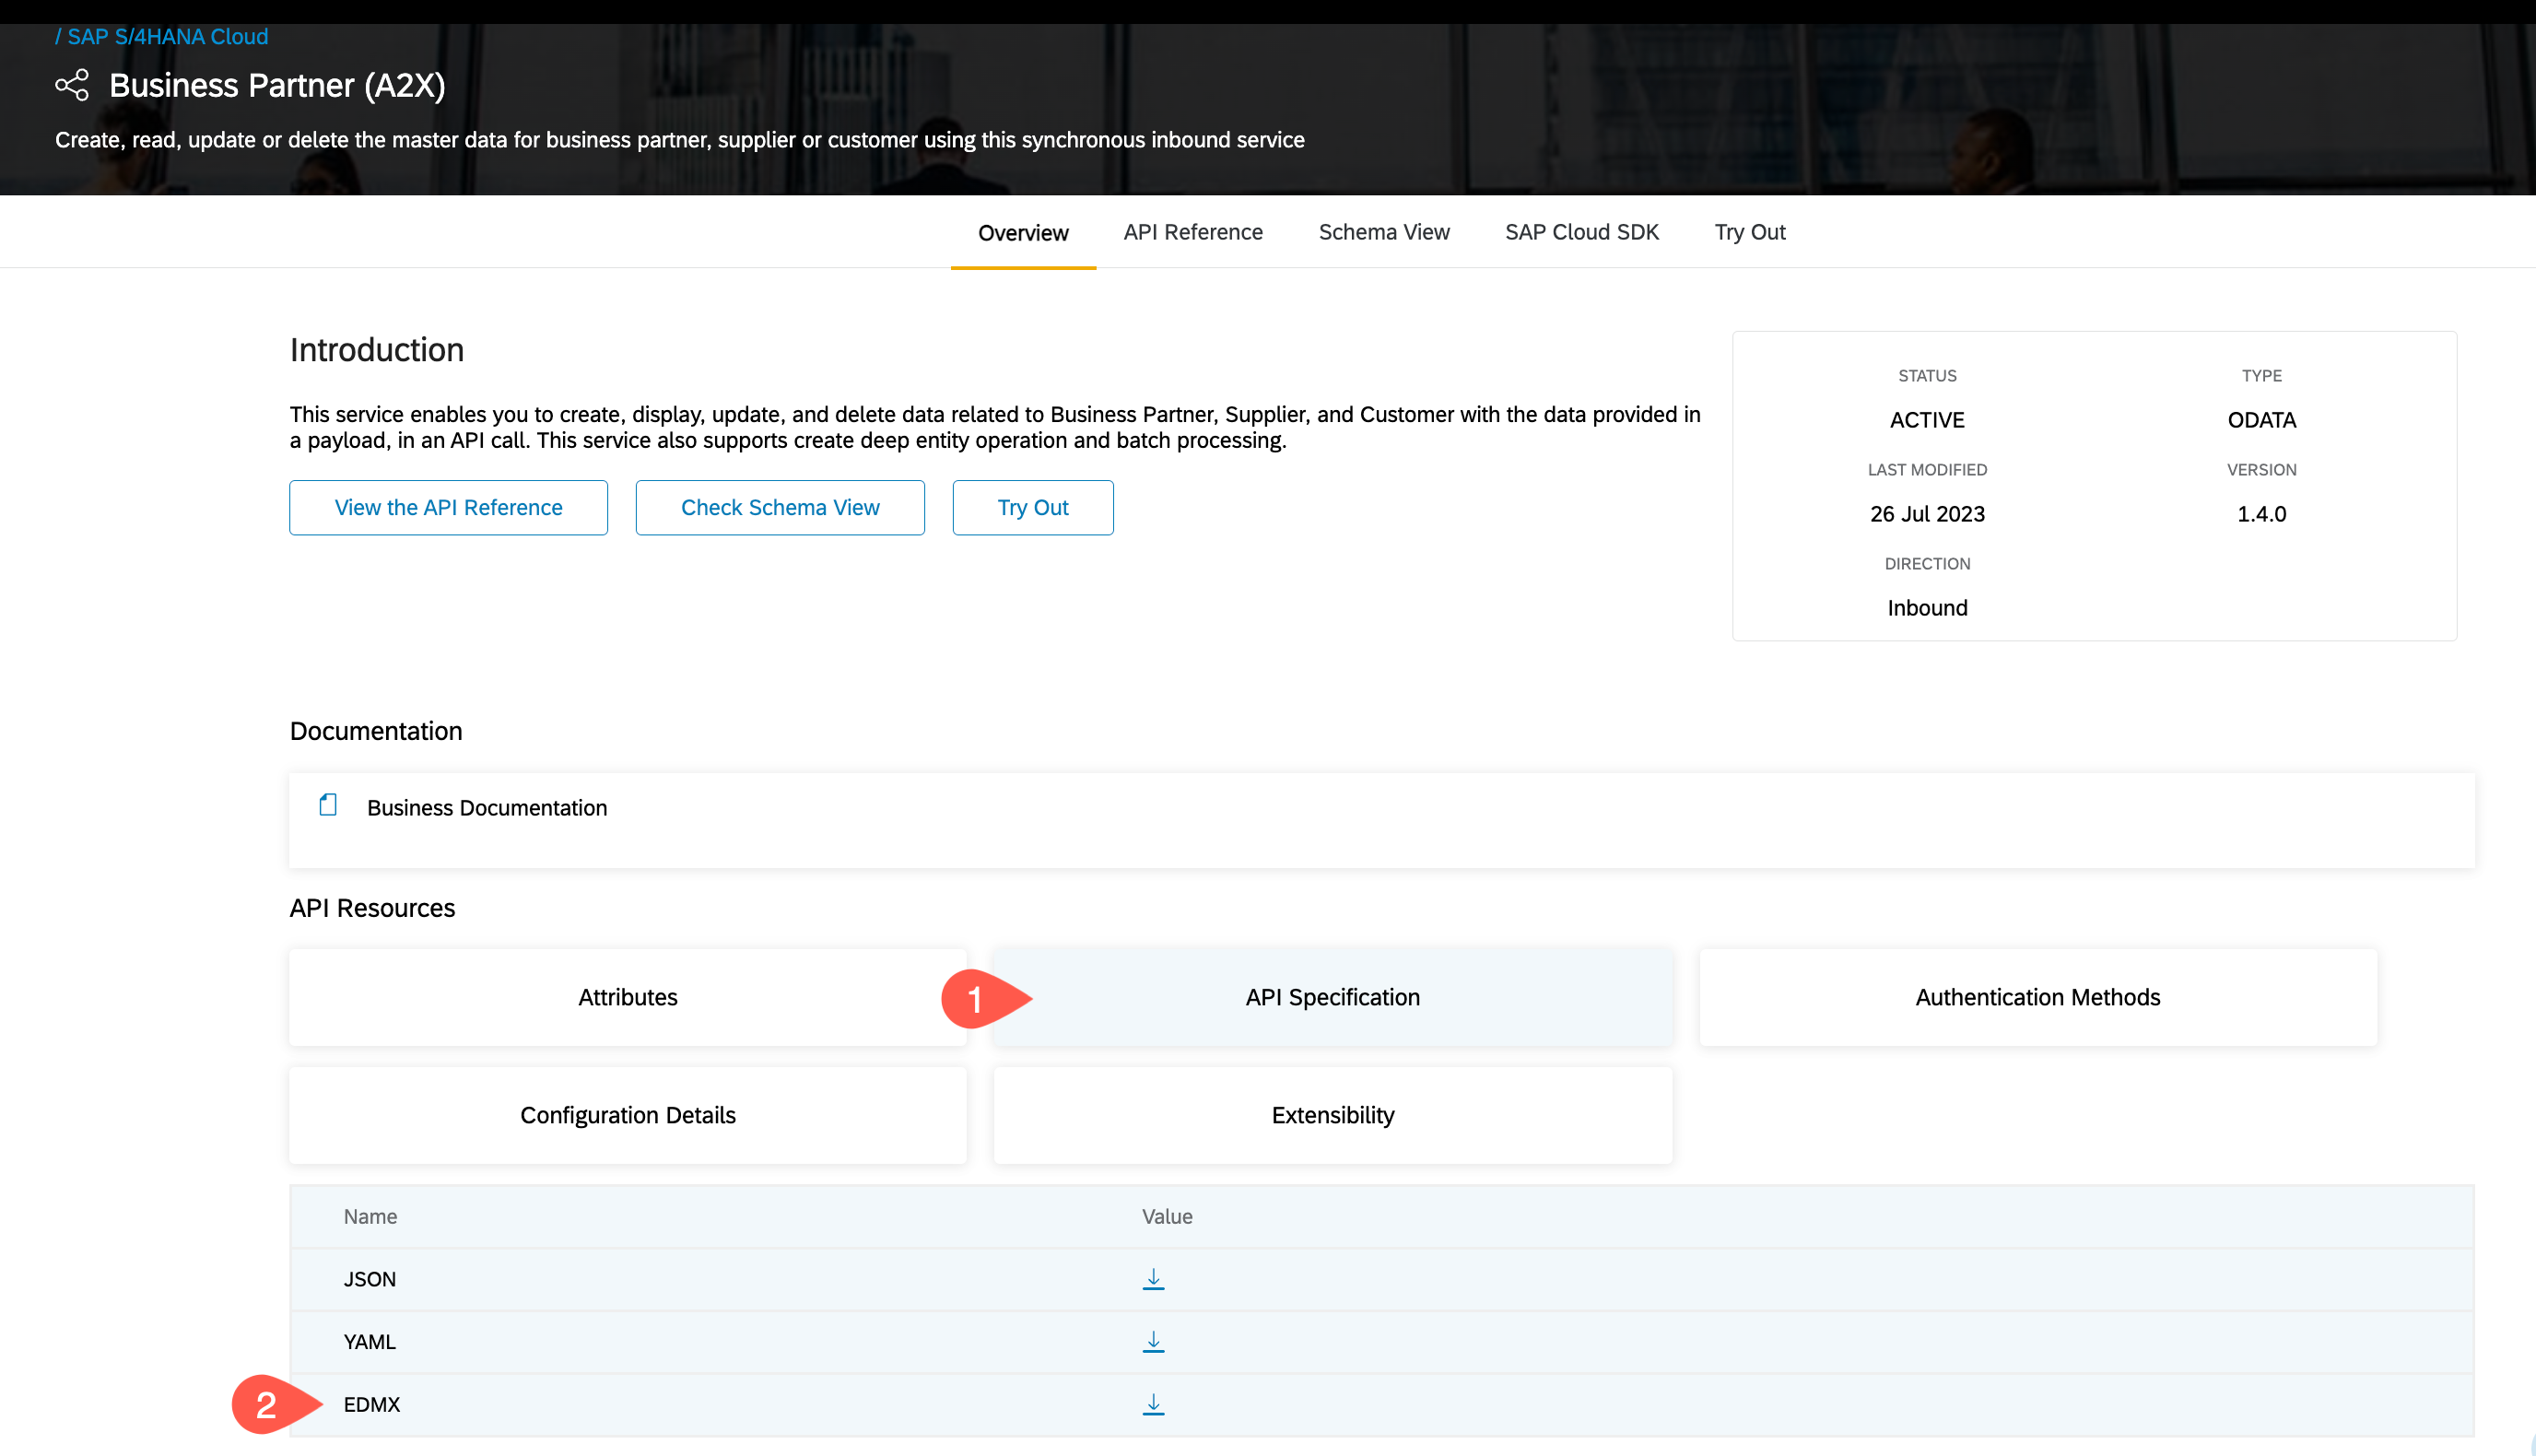 / SAP S/4HANA Cloud
Business Partner (A2X)
Create, read, update or delete the master data for business partner, supplier or customer using this synchronous inbound service
Overview API Reference Schema View SAP Cloud SDK Try Out
Introduction
This service enables you to create, display, update, and delete data related to Business Partner, Supplier, and Customer with the data provided in
a payload, in an API call. This service also supports create deep entity operation and batch processing.
View the API Reference Check Schema View Try Out
STATUS TYPE
ACTIVE ODATA
LAST MODIFIED VERSION
26 Jul 2023 1.4.0
DIRECTION
Inbound
Documentation
Business Documentation
API Resources
Attributes 1 API Specification Authentication Methods
Configuration Details Extensibility
Name Value
JSON
YAML
2 EDMX